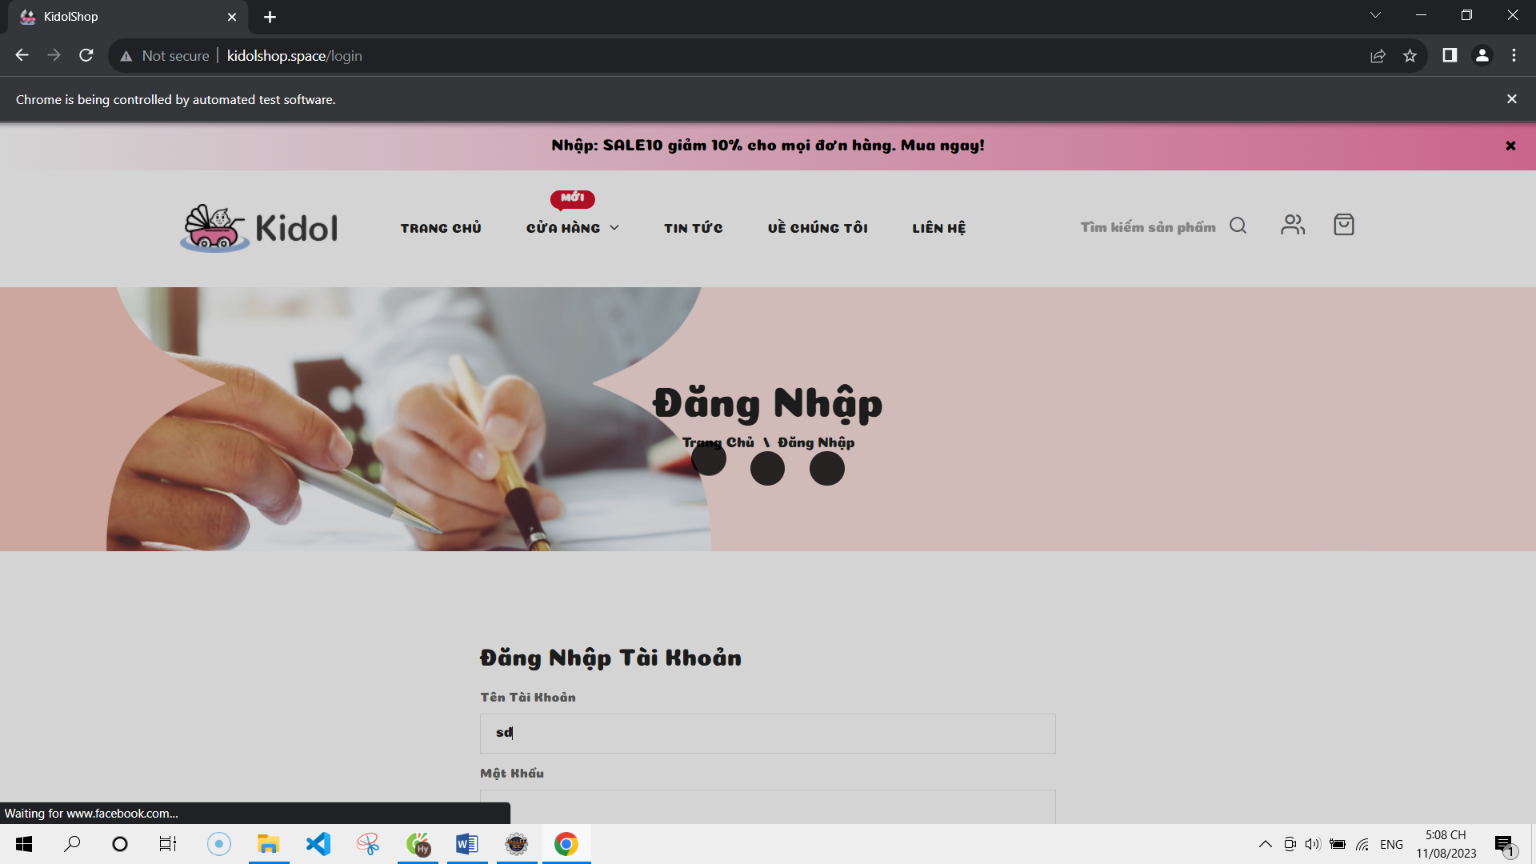 KidolShop
Not secure
kidolshop.space/login
Chrome is being controlled by automated test software.
Nhập: SALE10 giảm 10% cho mọi đơn hàng. Mua ngay!
Kidol
TRANG CHỦ
CỬA HÀNG
MỚI
TIN TỨC
VỀ CHÚNG TÔI
LIÊN HỆ
Tìm kiếm sản phẩm
Đăng Nhập
Trang Chủ \ Đăng Nhập
Đăng Nhập Tài Khoản
Tên Tài Khoản
sd
Mật Khẩu
Waiting for www.facebook.com...
Hy
ENG
5:08 CH
11/08/2023
1